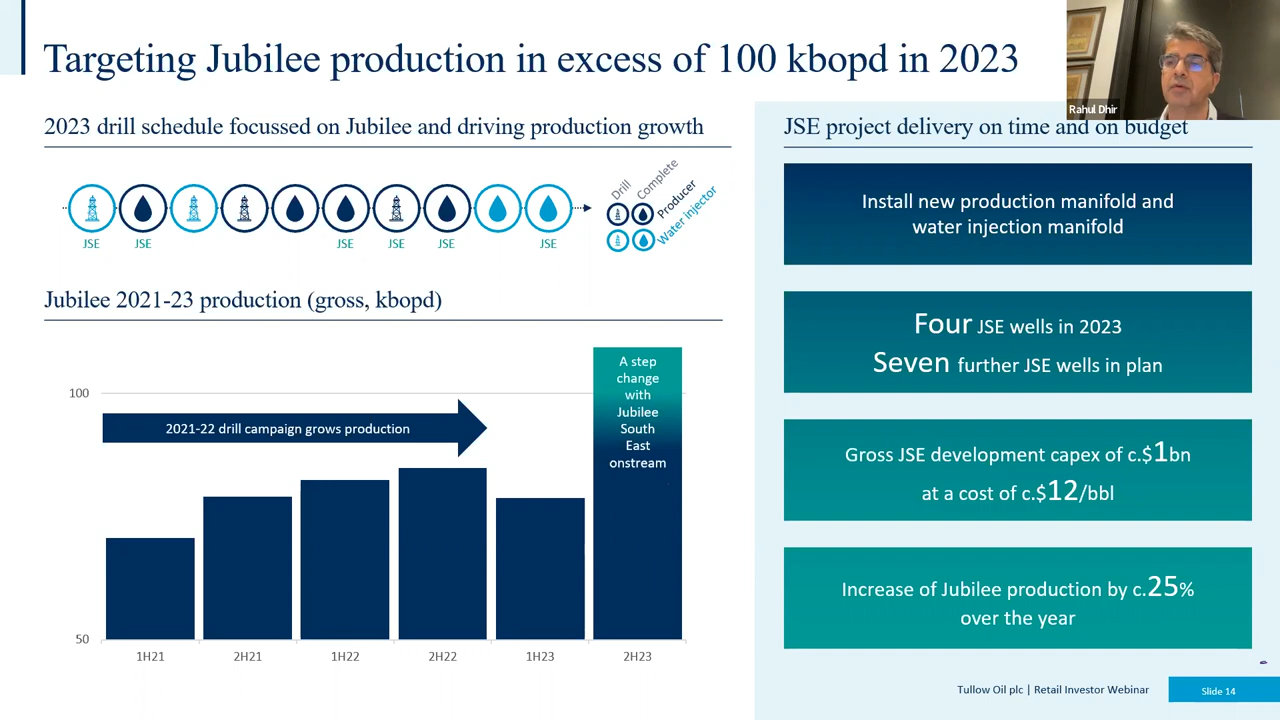 Targeting Jubilee production in excess of 100 kbopd in 2023
Rahul Dhir
2023 drill schedule focussed on Jubilee and driving production growth
JSE
JSE
JSE
JSE
JSE
JSE
Drill
Complete
Producer
Water Injector
Jubilee 2021-23 production (gross, kbopd)
100
50
2021-22 drill campaign grows production
A step
change
with
Jubilee
South
East
onstream
1H21
2H21
1H22
2H22
1H23
2H23
JSE project delivery on time and on budget
Install new production manifold and
water injection manifold
Four JSE wells in 2023
Seven further JSE wells in plan
Gross JSE development capex of c.$1bn
at a cost of c.$12/bbl
Increase of Jubilee production by c.25%
over the year
Tullow Oil plc | Retail Investor Webinar
Slide 14